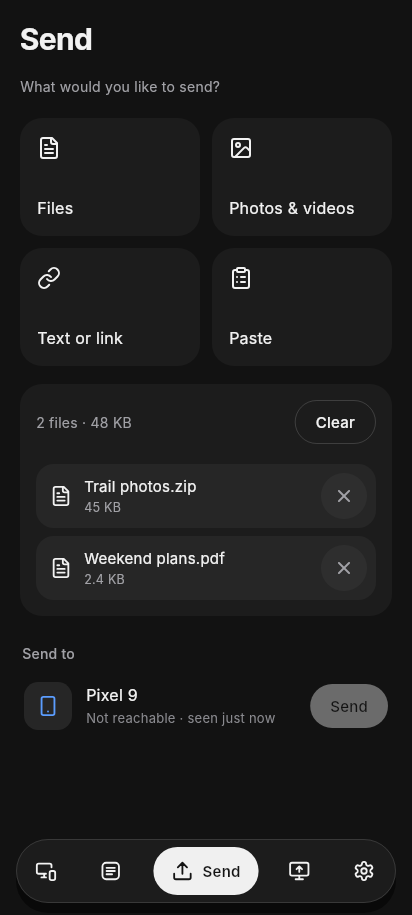 Send
What would you like to send?
Files
Photos & videos
Text or link
Paste
2 files · 48 KB
Clear
Trail photos.zip
45 KB
Weekend plans.pdf
2.4 KB
Send to
Pixel 9
Not reachable · seen just now
Send
Send